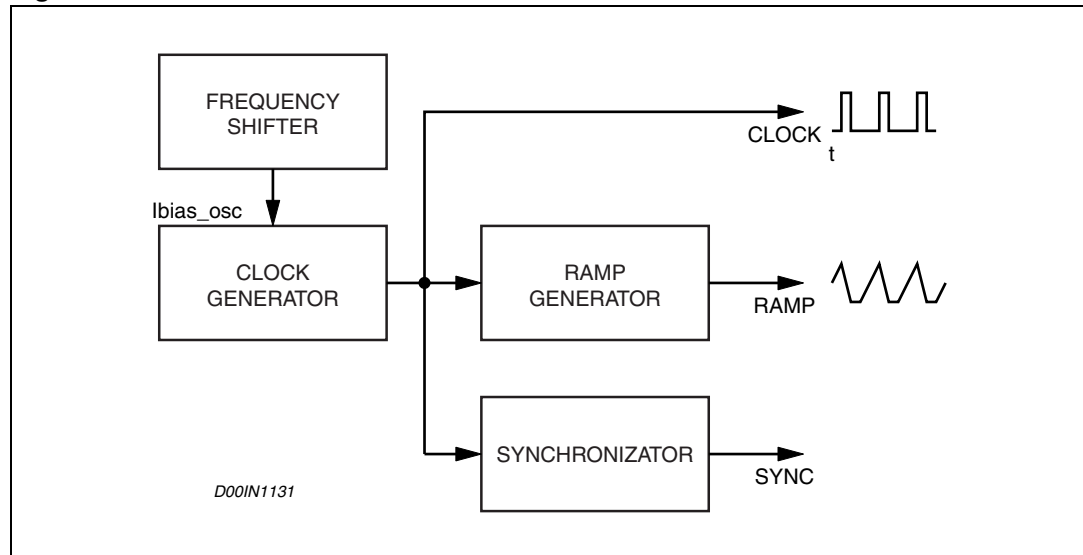 FREQUENCY
SHIFTER
CLOCK
t
Ibias_osc
CLOCK
GENERATOR
RAMP
GENERATOR
RAMP
SYNCHRONIZATOR
SYNC
D00IN1131